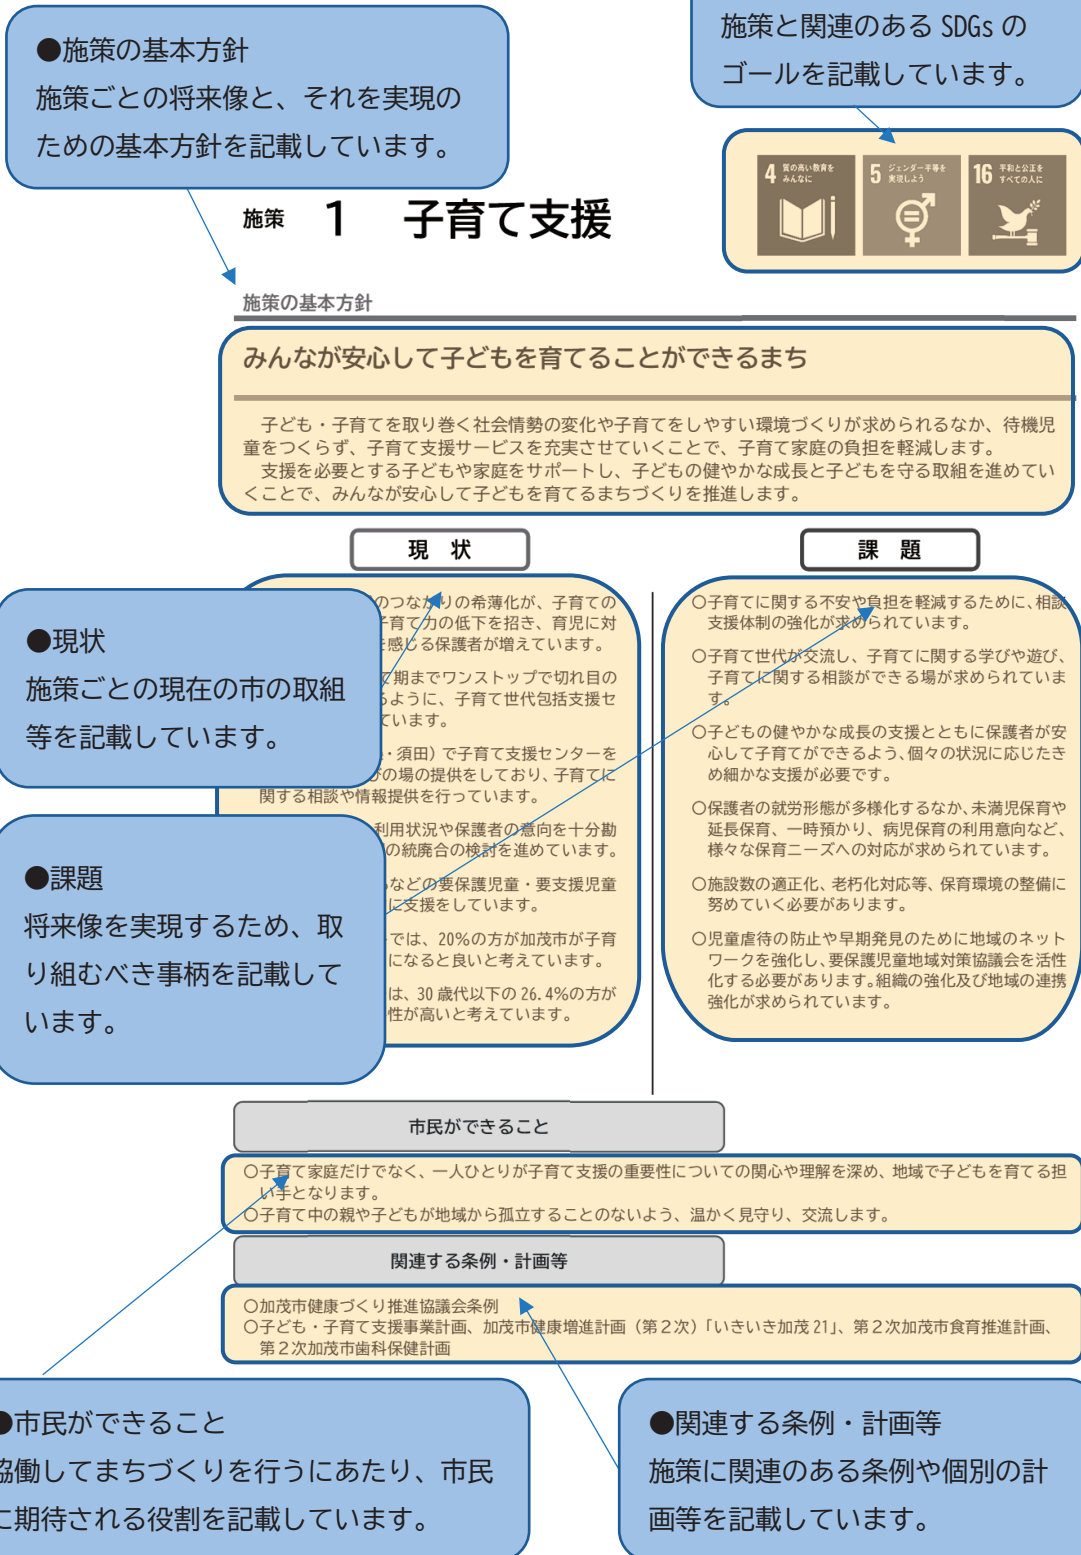 ●施策の基本方針
施策ごとの将来像と、それを実現の
ための基本方針を記載しています。
施策と関連のある SDGs の
ゴールを記載しています。
4 質の高い教育を
みんなに
5 ジェンダー平等を
実現しよう
16 平和と公正を
すべての人に
施策 1 子育て支援
施策の基本方針
みんなが安心して子どもを育てることができるまち
子ども・子育てを取り巻く社会情勢の変化や子育てをしやすい環境づくりが求められるなか、待機児
童をつくらず、子育て支援サービスを充実させていくことで、子育て家庭の負担を軽減します。
支援を必要とする子どもや家庭をサポートし、子どもの健やかな成長と子どもを守る取組を進めてい
くことで、みんなが安心して子どもを育てるまちづくりを推進します。
現 状
のつながりの希薄化が、子育ての
子育て力の低下を招き、育児に対
を感じる保護者が増えています。
て期までワンストップで切れ目の
るように、子育て世代包括支援セ
ています。
・須田）で子育て支援センターを
びの場の提供をしており、子育てに
関する相談や情報提供を行っています。
利用状況や保護者の意向を十分勘
の統廃合の検討を進めています。
などの要保護児童・要支援児童
に支援をしています。
では、20%の方が加茂市が子育
になると良いと考えています。
は、30 歳代以下の 26.4%の方が
性が高いと考えています。
課 題
○子育てに関する不安や負担を軽減するために、相談
支援体制の強化が求められています。
○子育て世代が交流し、子育てに関する学びや遊び、
子育てに関する相談ができる場が求められていま
す。
○子どもの健やかな成長の支援とともに保護者が安
心して子育てができるよう、個々の状況に応じたき
め細かな支援が必要です。
○保護者の就労形態が多様化するなか、未満児保育や
延長保育、一時預かり、病児保育の利用意向など、
様々な保育ニーズへの対応が求められています。
○施設数の適正化、老朽化対応等、保育環境の整備に
努めていく必要があります。
○児童虐待の防止や早期発見のために地域のネット
ワークを強化し、要保護児童地域対策協議会を活性
化する必要があります。組織の強化及び地域の連携
強化が求められています。
●現状
施策ごとの現在の市の取組
等を記載しています。
●課題
将来像を実現するため、取
り組むべき事柄を記載して
います。
市民ができること
○子育て家庭だけでなく、一人ひとりが子育て支援の重要性についての関心や理解を深め、地域で子どもを育てる担
い手となります。
○子育て中の親や子どもが地域から孤立することのないよう、温かく見守り、交流します。
関連する条例・計画等
○加茂市健康づくり推進協議会条例
○子ども・子育て支援事業計画、加茂市健康増進計画（第２次）「いきいき加茂 21」、第２次加茂市食育推進計画、
第２次加茂市歯科保健計画
●市民ができること
協働してまちづくりを行うにあたり、市民
に期待される役割を記載しています。
●関連する条例・計画等
施策に関連のある条例や個別の計
画等を記載しています。